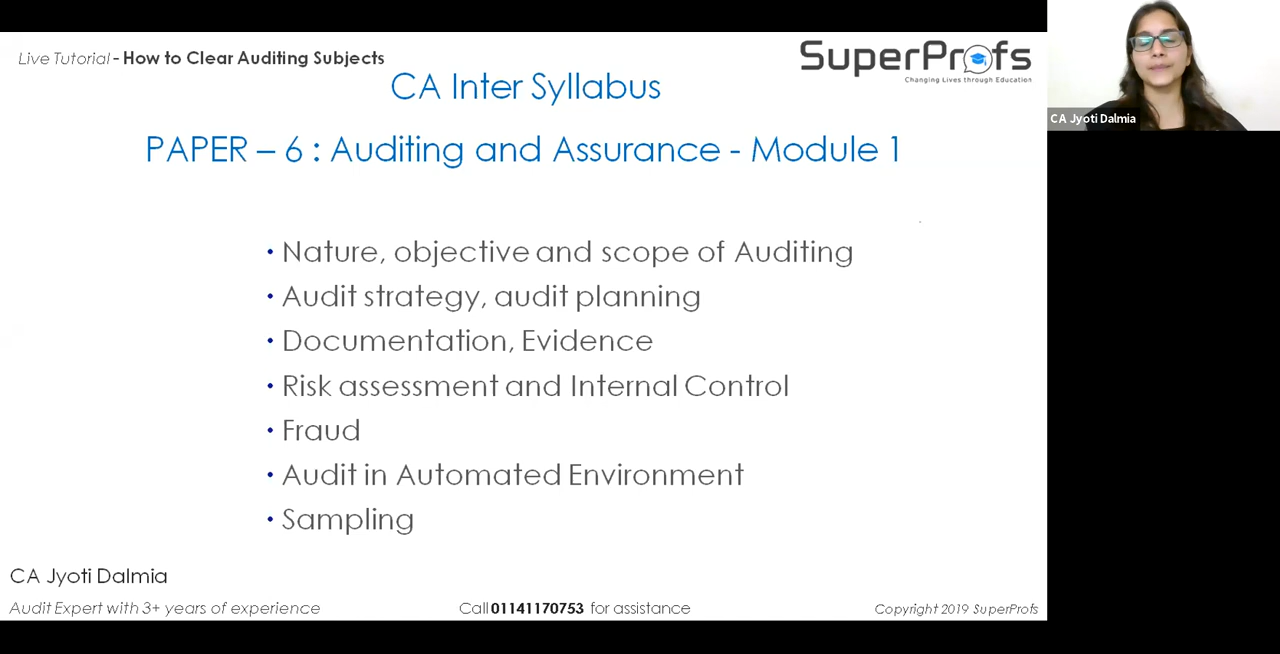 Live Tutorial - How to Clear Auditing Subjects
SuperProfs
Changing Lives through Education
CA Inter Syllabus
PAPER – 6 : Auditing and Assurance - Module 1
• Nature, objective and scope of Auditing
• Audit strategy, audit planning
• Documentation, Evidence
• Risk assessment and Internal Control
• Fraud
• Audit in Automated Environment
• Sampling
CA Jyoti Dalmia
Audit Expert with 3+ years of experience
Call 01141170753 for assistance
Copyright 2019 SuperProfs
CA Jyoti Dalmia